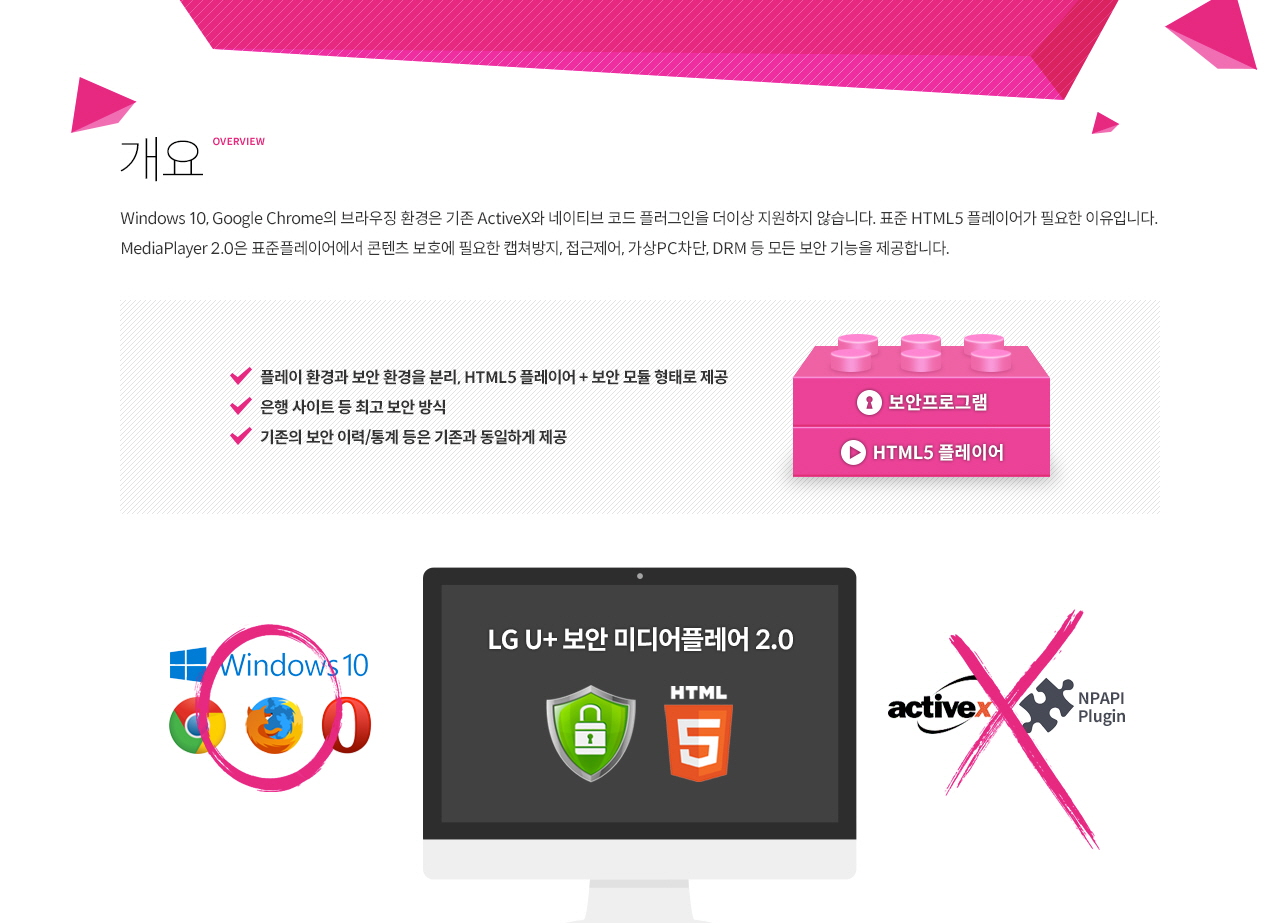 개요 OVERVIEW
Windows 10, Google Chrome의 브라우징 환경은 기존 ActiveX와 네이티브 코드 플러그인을 더이상 지원하지 않습니다. 표준 HTML5 플레이어가 필요한 이유입니다.
MediaPlayer 2.0은 표준플레이어에서 콘텐츠 보호에 필요한 캡쳐방지, 접근제어, 가상PC차단, DRM 등 모든 보안 기능을 제공합니다.
플레이 환경과 보안 환경을 분리, HTML5 플레이어 + 보안 모듈 형태로 제공
은행 사이트 등 최고 보안 방식
기존의 보안 이력/통계 등은 기존과 동일하게 제공
보안프로그램
HTML5 플레이어
LG U+ 보안 미디어플레어 2.0
HTML
5
Windows 10
activex
NPAPI
Plugin